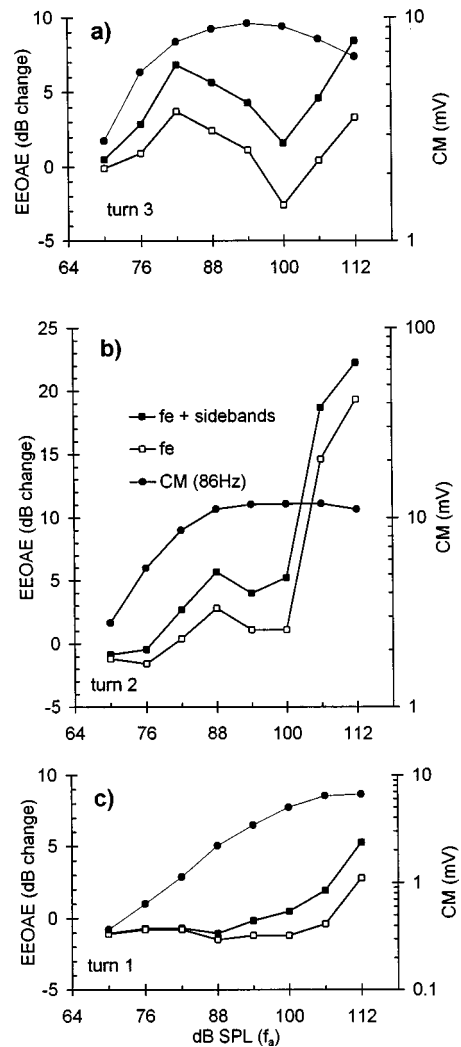 a)
10
5
0
-5
EEOAE (dB change)
10
1
CM (mV)
turn 3
64 76 88 100 112
b)
25
20
15
10
5
0
-5
EEOAE (dB change)
100
10
1
CM (mV)
fe + sidebands
fe
CM (86Hz)
turn 2
64 76 88 100 112
c)
10
5
0
-5
EEOAE (dB change)
10
1
0.1
CM (mV)
turn 1
64 76 88 100 112
dB SPL (fₐ)